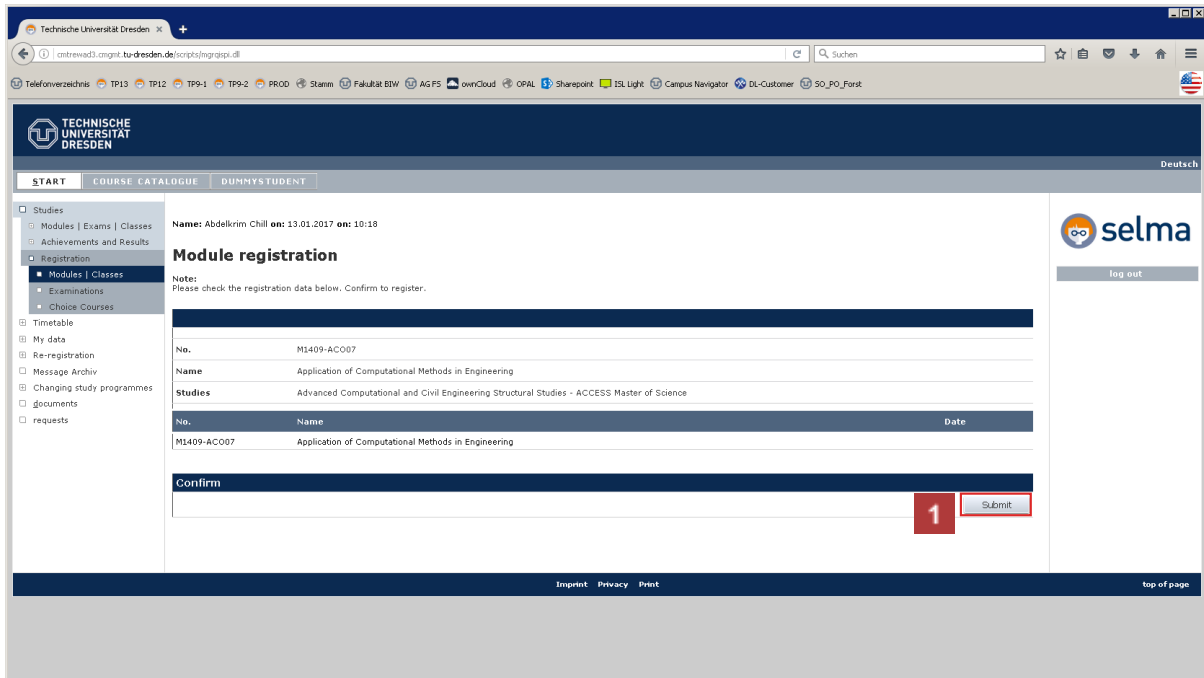 Technische Universität Dresden ×
cmtrewad3.cmgmt.tu-dresden.de/scripts/mgrqispi.dll
Suchen
Telefonverzeichnis TP13 TP12 TP9-1 TP9-2 PROD Stamm Fakultät BIW AG FS ownCloud OPAL Sharepoint ISL Light Campus Navigator DL-Customer SO_PO_Forst
TECHNISCHE
UNIVERSITÄT
DRESDEN
Deutsch
START COURSE CATALOGUE DUMMYSTUDENT
Studies
Modules | Exams | Classes
Achievements and Results
Registration
Modules | Classes
Examinations
Choice Courses
Timetable
My data
Re-registration
Message Archiv
Changing study programmes
documents
requests
Name: Abdelkrim Chill on: 13.01.2017 on: 10:18
Module registration
Note:
Please check the registration data below. Confirm to register.
No. M1409-ACO07
Name Application of Computational Methods in Engineering
Studies Advanced Computational and Civil Engineering Structural Studies - ACCESS Master of Science
No. Name Date
M1409-ACO07 Application of Computational Methods in Engineering
Confirm
1 Submit
selma
log out
Imprint Privacy Print top of page